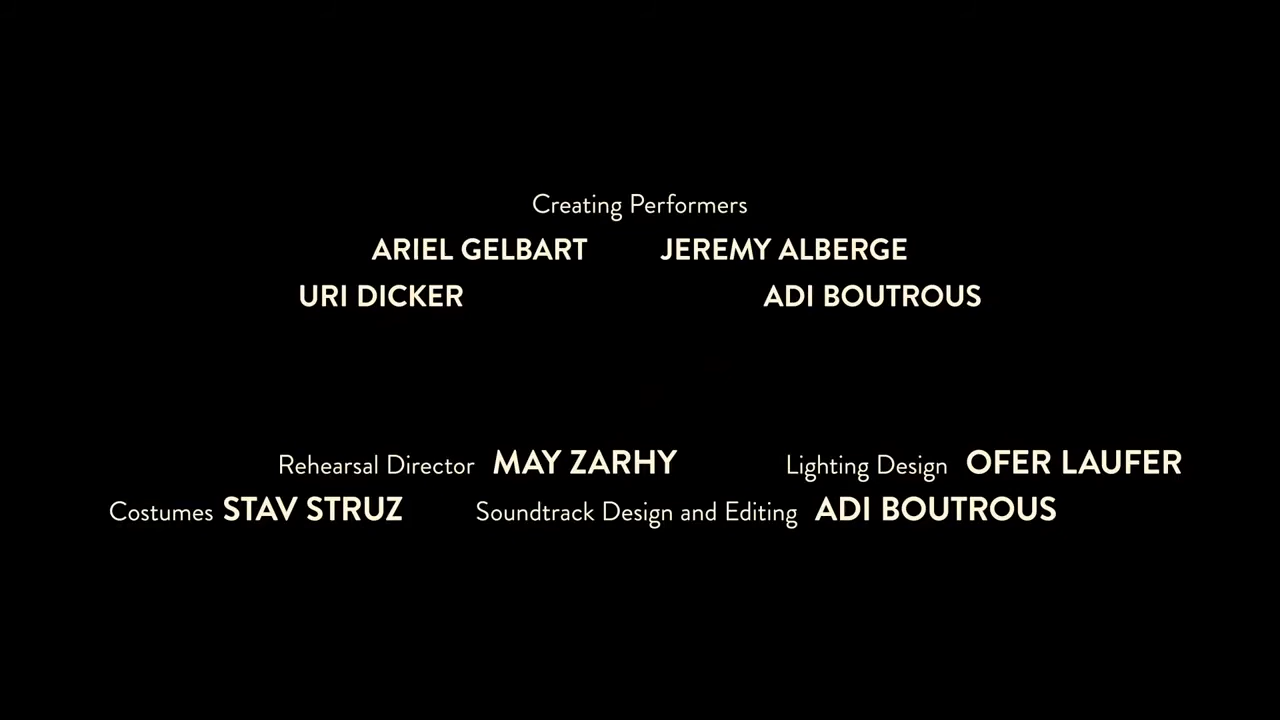 Creating Performers
ARIEL GELBART JEREMY ALBERGE
URI DICKER ADI BOUTROUS
Rehearsal Director MAY ZARHY Lighting Design OFER LAUFER
Costumes STAV STRUZ Soundtrack Design and Editing ADI BOUTROUS